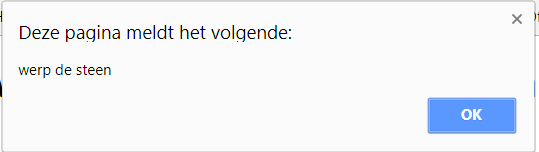 Deze pagina meldt het volgende:
werp de steen
OK